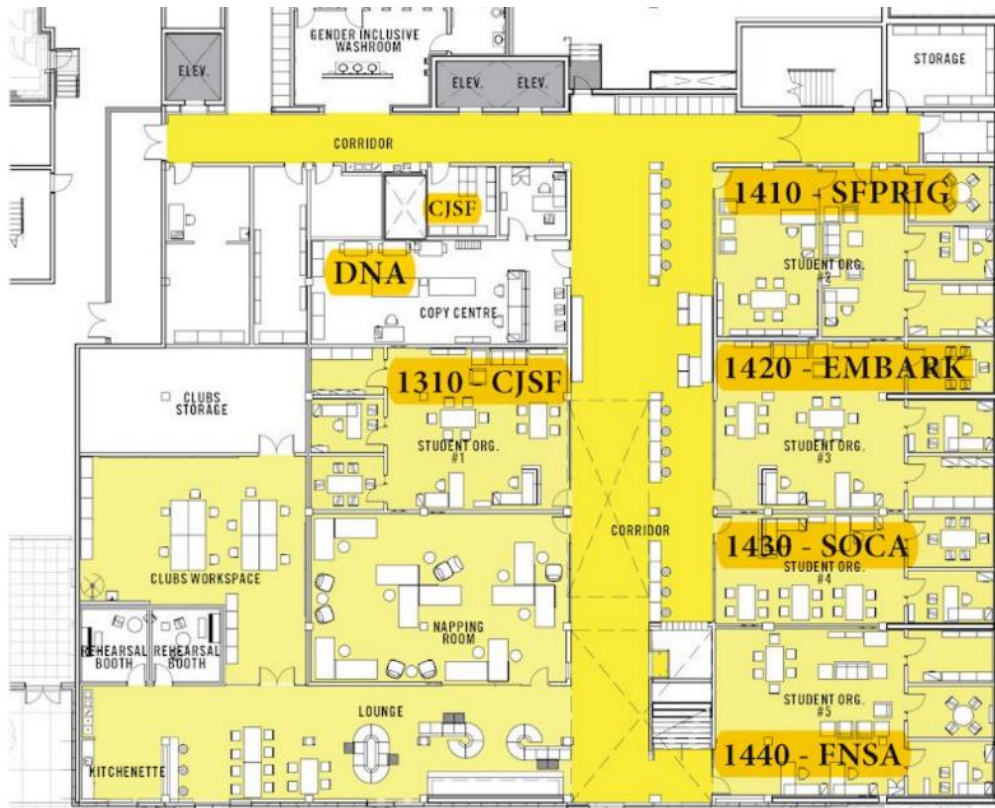 GENDER INCLUSIVE
WASHROOM
ELEV.
ELEV.
ELEV.
STORAGE
CORRIDOR
CJSF
1410 - SFPRIG
STUDENT ORG.
#2
DNA
COPY CENTRE
1310 - CJSF
1420 - EMBARK
CLUBS
STORAGE
STUDENT ORG.
#1
STUDENT ORG.
#3
CORRIDOR
1430 - SOCA
STUDENT ORG.
#4
CLUBS WORKSPACE
NAPPING
ROOM
REHEARSAL
BOOTH
REHEARSAL
BOOTH
LOUNGE
STUDENT ORG.
#5
KITCHENETTE
1440 - FNSA